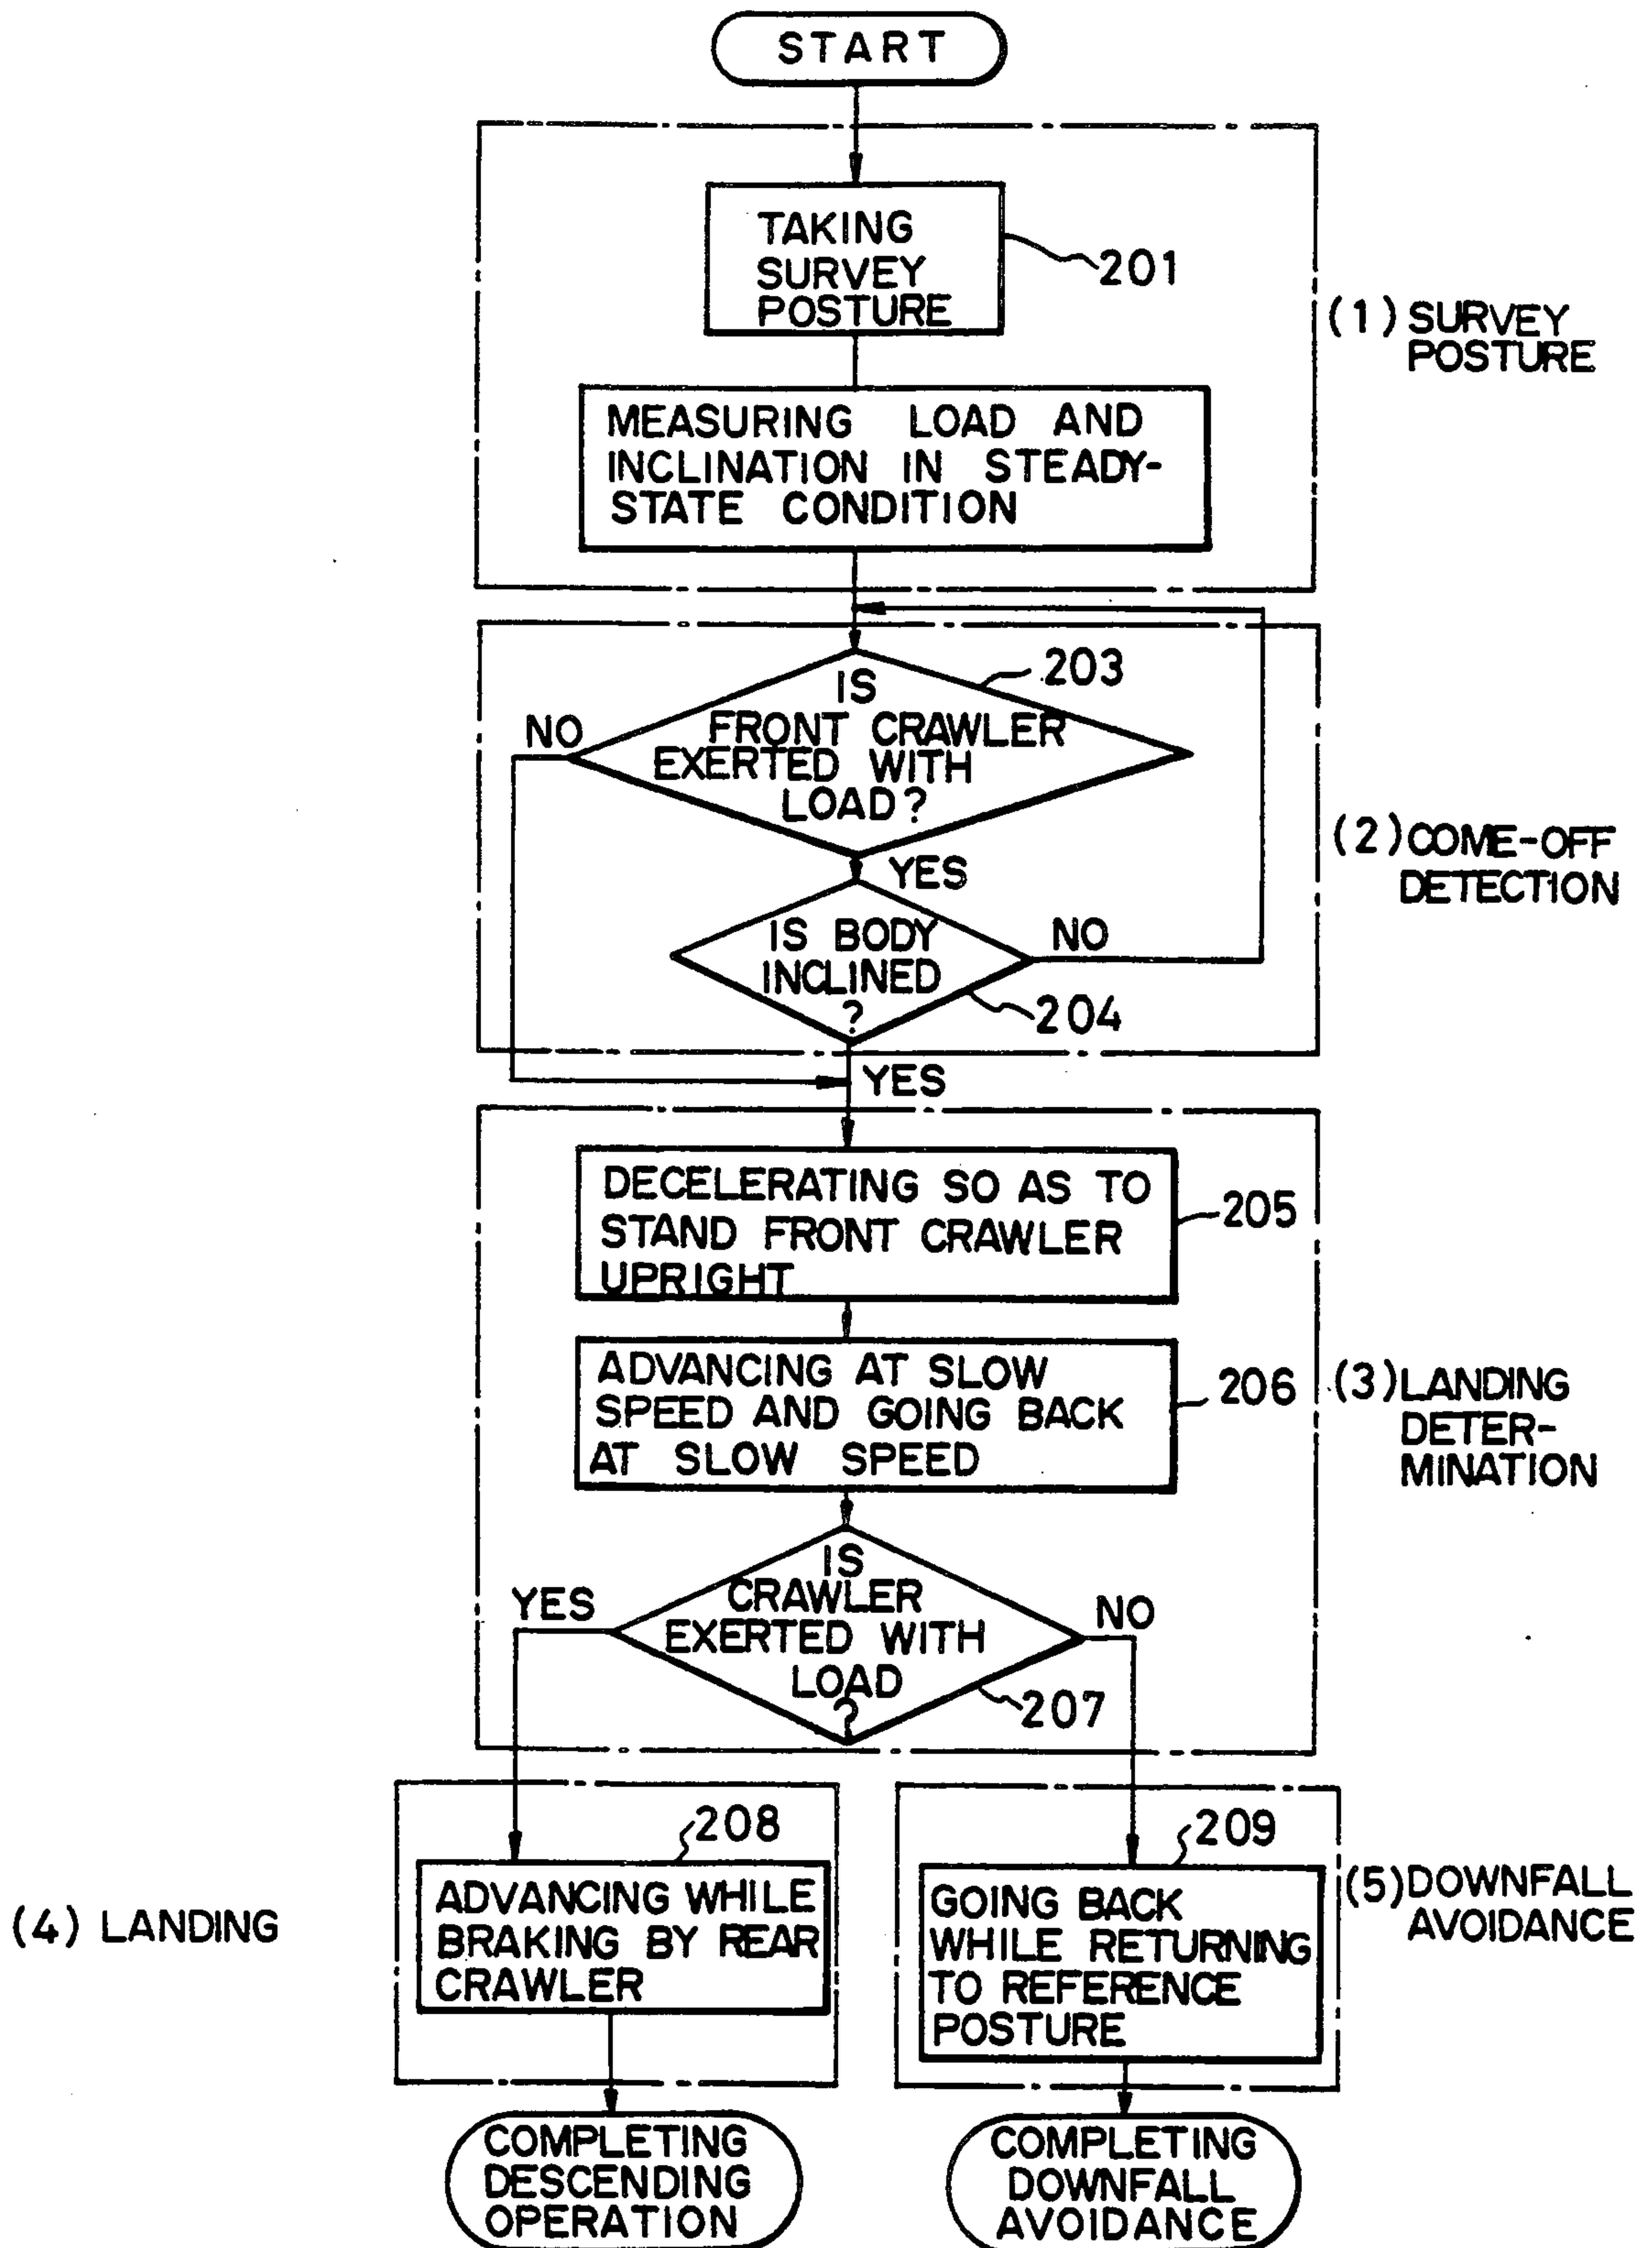 START
TAKING
SURVEY
POSTURE
201
(1) SURVEY
POSTURE
MEASURING LOAD AND
INCLINATION IN STEADY-
STATE CONDITION
203
IS
FRONT CRAWLER
EXERTED WITH
LOAD?
NO
YES
(2) COME-OFF
DETECTION
IS BODY
INCLINED
?
NO
204
YES
DECELERATING SO AS TO
STAND FRONT CRAWLER
UPRIGHT
205
ADVANCING AT SLOW
SPEED AND GOING BACK
AT SLOW SPEED
206
(3) LANDING
DETER-
MINATION
IS
CRAWLER
EXERTED WITH
LOAD
?
YES
NO
207
208
ADVANCING WHILE
BRAKING BY REAR
CRAWLER
(4) LANDING
209
GOING BACK
WHILE RETURNING
TO REFERENCE
POSTURE
(5) DOWNFALL
AVOIDANCE
COMPLETING
DESCENDING
OPERATION
COMPLETING
DOWNFALL
AVOIDANCE